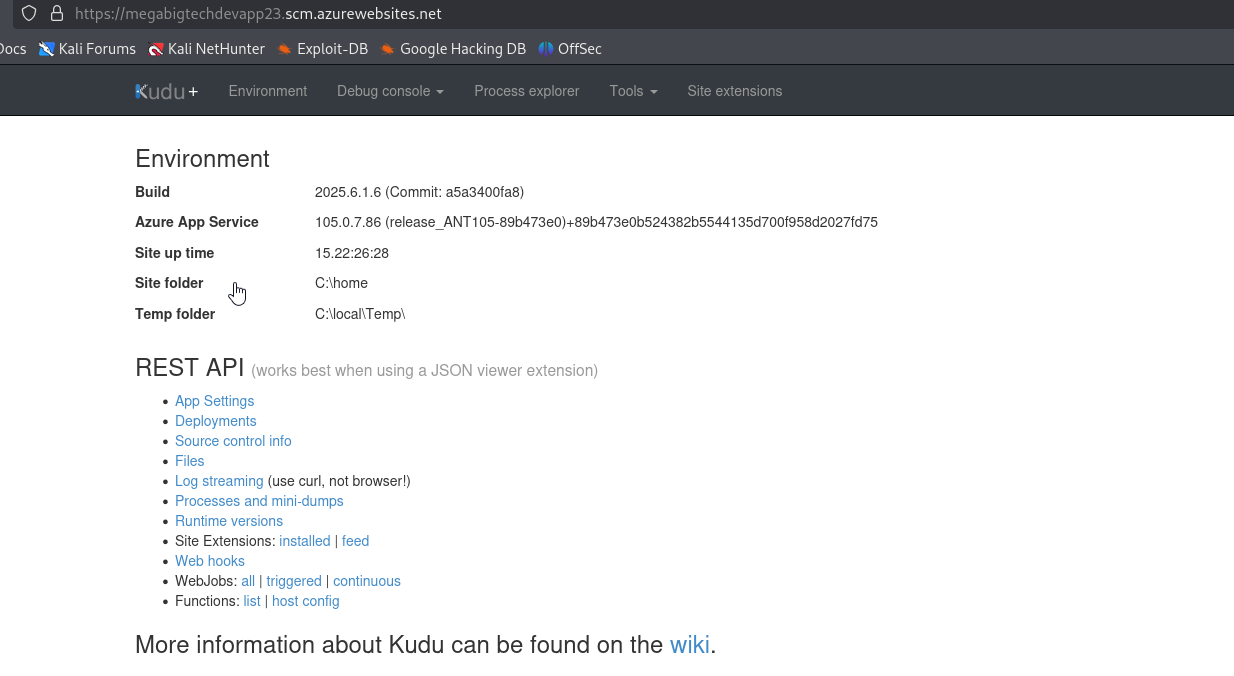 https://megabigtechdevapp23.scm.azurewebsites.net
Docs Kali Forums Kali NetHunter Exploit-DB Google Hacking DB OffSec
Kudu+ Environment Debug console Process explorer Tools Site extensions
Environment
Build 2025.6.1.6 (Commit: a5a3400fa8)
Azure App Service 105.0.7.86 (release_ANT105-89b473e0)+89b473e0b524382b5544135d700f958d2027fd75
Site up time 15.22:26:28
Site folder C:\home
Temp folder C:\local\Temp\
REST API (works best when using a JSON viewer extension)
• App Settings
• Deployments
• Source control info
• Files
• Log streaming (use curl, not browser!)
• Processes and mini-dumps
• Runtime versions
• Site Extensions: installed | feed
• Web hooks
• WebJobs: all | triggered | continuous
• Functions: list | host config
More information about Kudu can be found on the wiki.